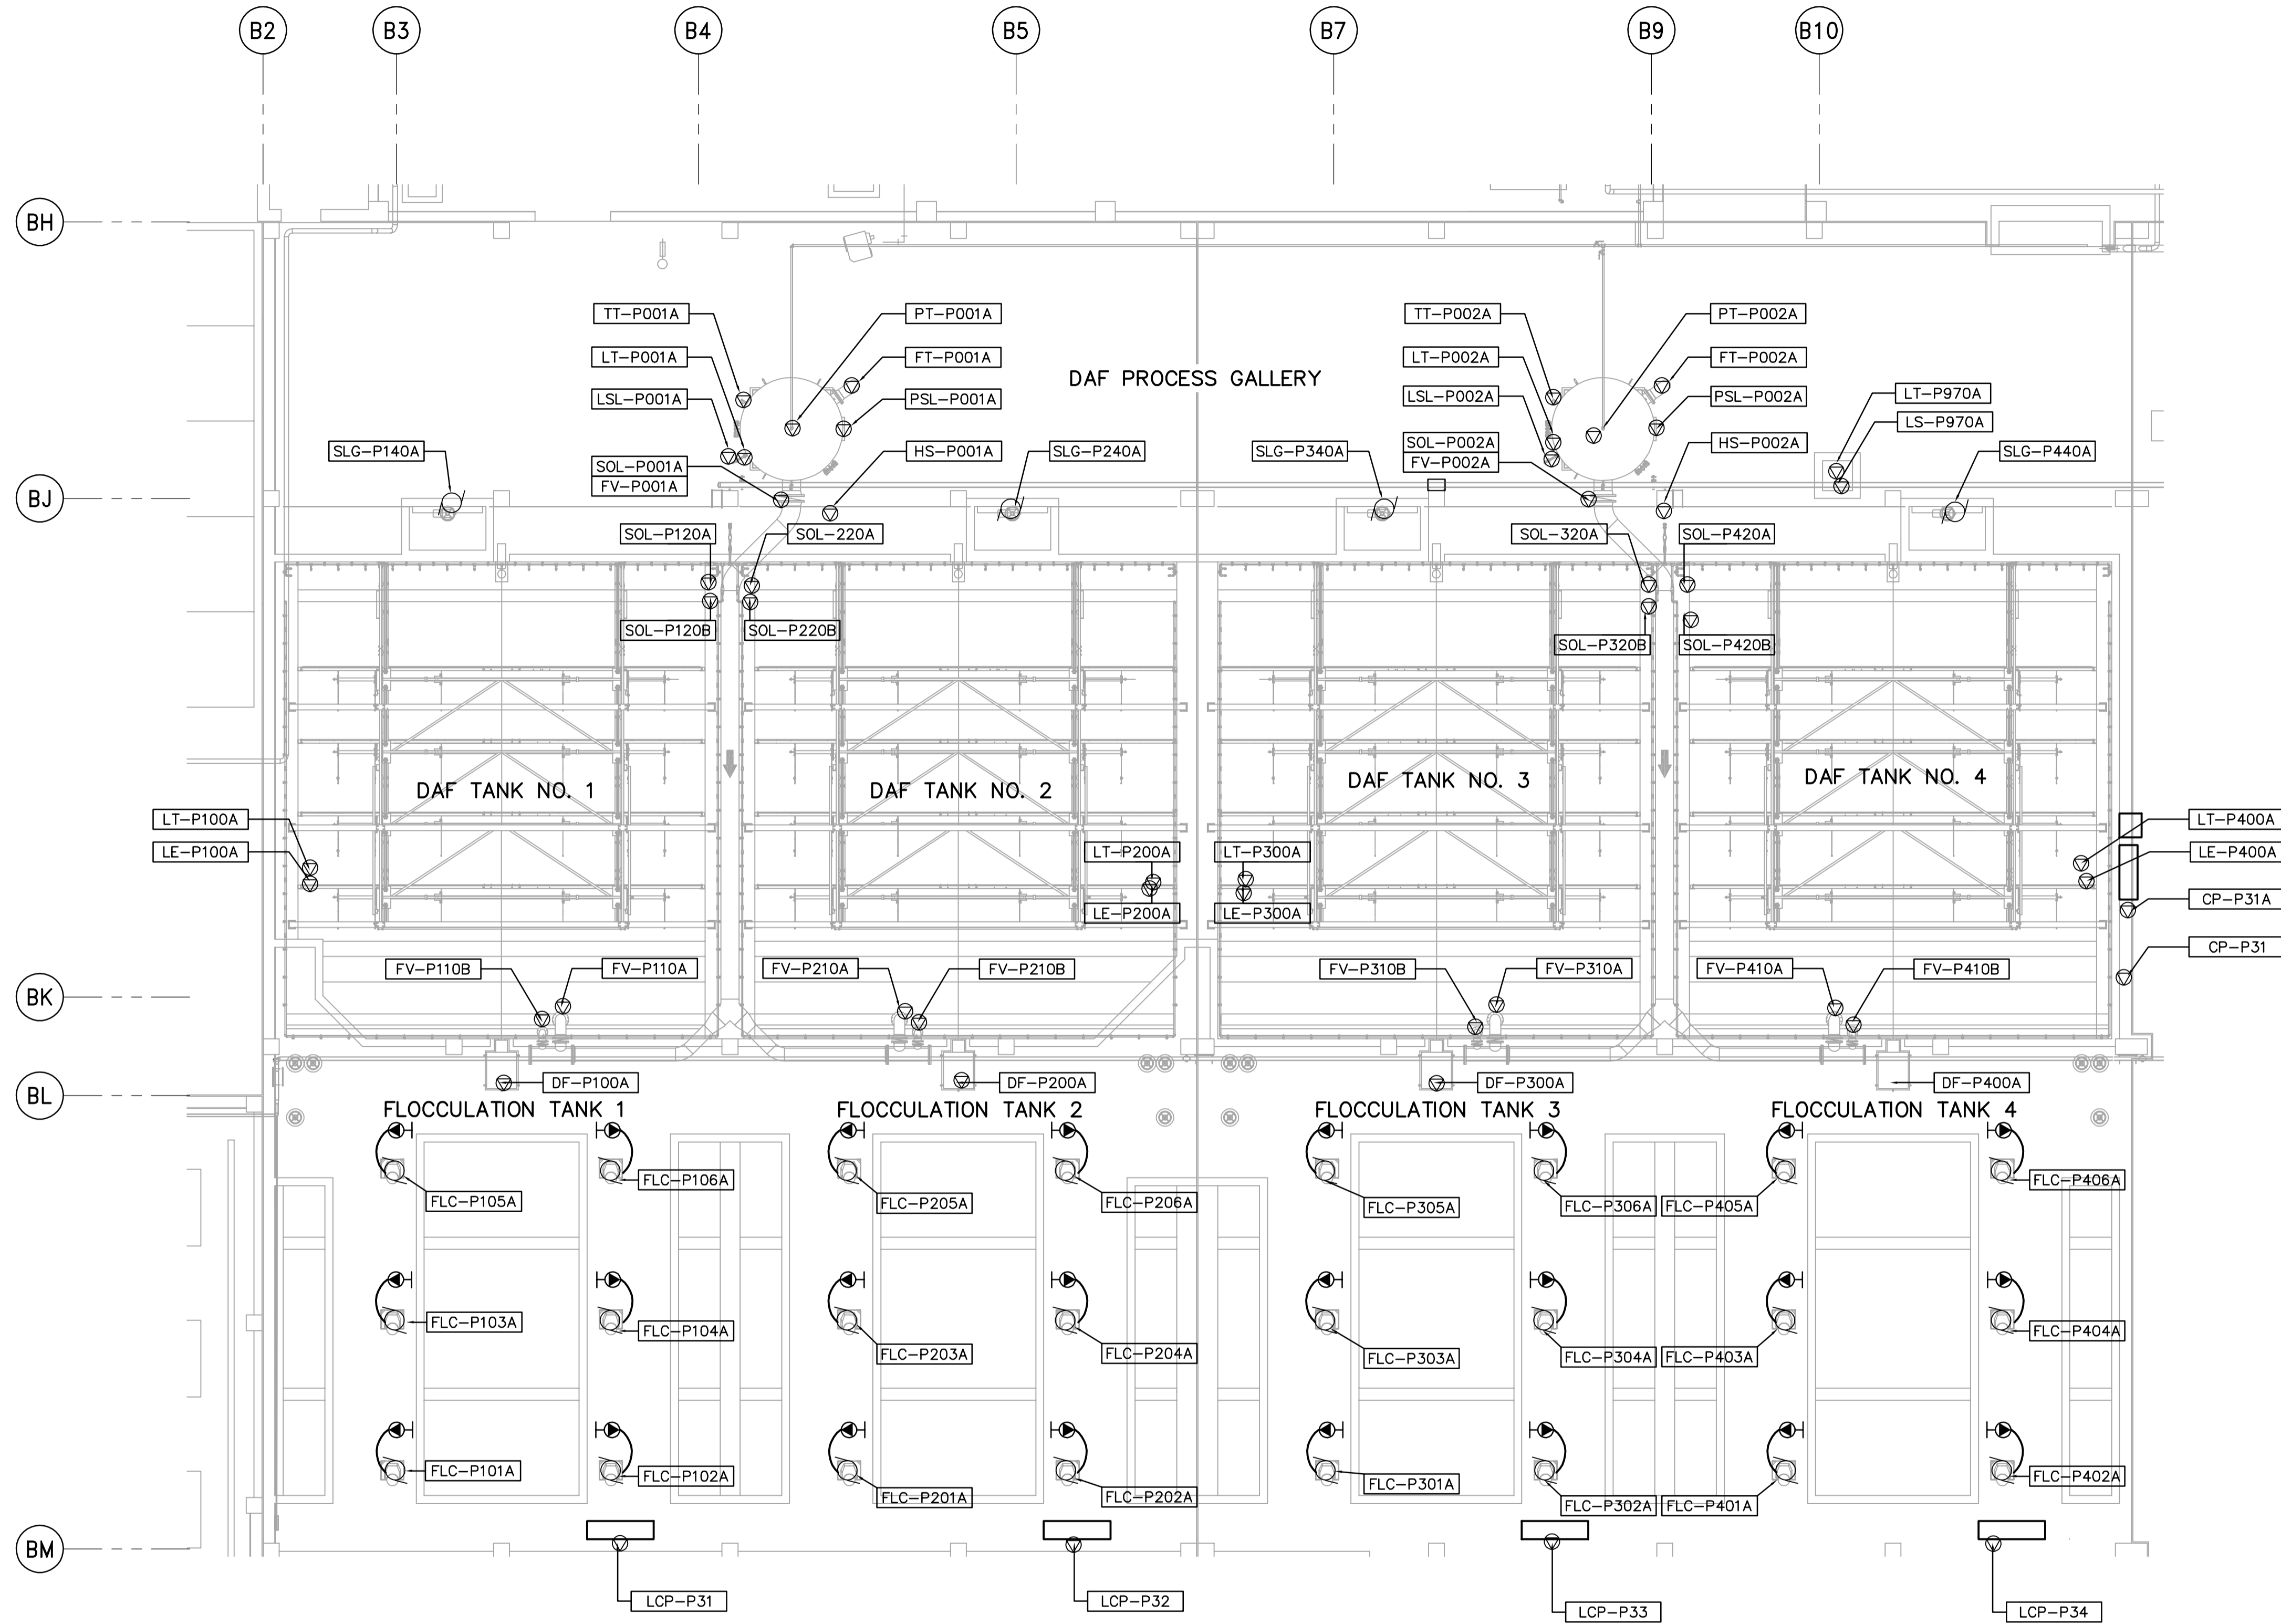 B2
B3
B4
B5
B7
B9
B10
BH
TT-P001A
PT-P001A
TT-P002A
PT-P002A
LT-P001A
FT-P001A
LT-P002A
FT-P002A
DAF PROCESS GALLERY
LSL-P001A
PSL-P001A
LSL-P002A
PSL-P002A
LT-P970A
LS-P970A
SLG-P140A
HS-P001A
SLG-P240A
SLG-P340A
SOL-P002A
HS-P002A
SLG-P440A
SOL-P001A
FV-P002A
FV-P001A
BJ
SOL-P120A
SOL-220A
SOL-320A
SOL-P420A
SOL-P120B
SOL-P220B
SOL-P320B
SOL-P420B
DAF TANK NO. 1
DAF TANK NO. 2
DAF TANK NO. 3
DAF TANK NO. 4
LT-P100A
LT-P400A
LE-P100A
LT-P200A
LT-P300A
LE-P400A
LE-P200A
LE-P300A
CP-P31A
CP-P31
FV-P110B
FV-P110A
FV-P210A
FV-P210B
FV-P310B
FV-P310A
FV-P410A
FV-P410B
BK
DF-P100A
DF-P200A
DF-P300A
DF-P400A
BL
FLOCCULATION TANK 1
FLOCCULATION TANK 2
FLOCCULATION TANK 3
FLOCCULATION TANK 4
FLC-P105A
FLC-P106A
FLC-P205A
FLC-P206A
FLC-P305A
FLC-P306A
FLC-P405A
FLC-P406A
FLC-P103A
FLC-P104A
FLC-P203A
FLC-P204A
FLC-P303A
FLC-P304A
FLC-P403A
FLC-P404A
FLC-P101A
FLC-P102A
FLC-P201A
FLC-P202A
FLC-P301A
FLC-P302A
FLC-P401A
FLC-P402A
BM
LCP-P31
LCP-P32
LCP-P33
LCP-P34